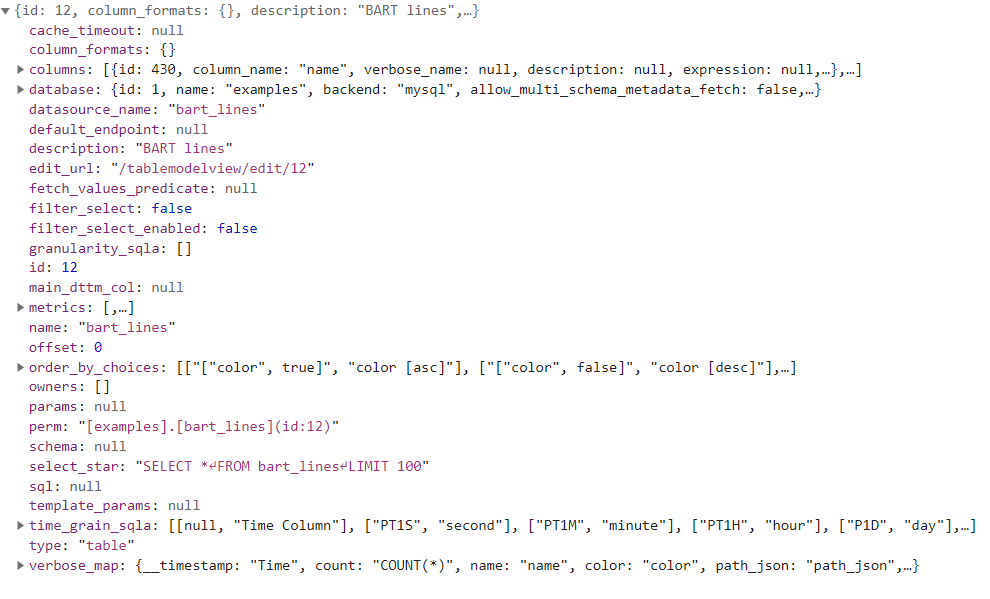 {id: 12, column_formats: {}, description: "BART lines",…}
cache_timeout: null
column_formats: {}
columns: [{id: 430, column_name: "name", verbose_name: null, description: null, expression: null,…},…]
database: {id: 1, name: "examples", backend: "mysql", allow_multi_schema_metadata_fetch: false,…}
datasource_name: "bart_lines"
default_endpoint: null
description: "BART lines"
edit_url: "/tablemodelview/edit/12"
fetch_values_predicate: null
filter_select: false
filter_select_enabled: false
granularity_sqla: []
id: 12
main_dttm_col: null
metrics: [,…]
name: "bart_lines"
offset: 0
order_by_choices: [["["color", true]", "color [asc]"], ["["color", false]", "color [desc]"],…]
owners: []
params: null
perm: "[examples].[bart_lines](id:12)"
schema: null
select_star: "SELECT *↵FROM bart_lines↵LIMIT 100"
sql: null
template_params: null
time_grain_sqla: [[null, "Time Column"], ["PT1S", "second"], ["PT1M", "minute"], ["PT1H", "hour"], ["P1D", "day"],…]
type: "table"
verbose_map: {__timestamp: "Time", count: "COUNT(*)", name: "name", color: "color", path_json: "path_json",…}